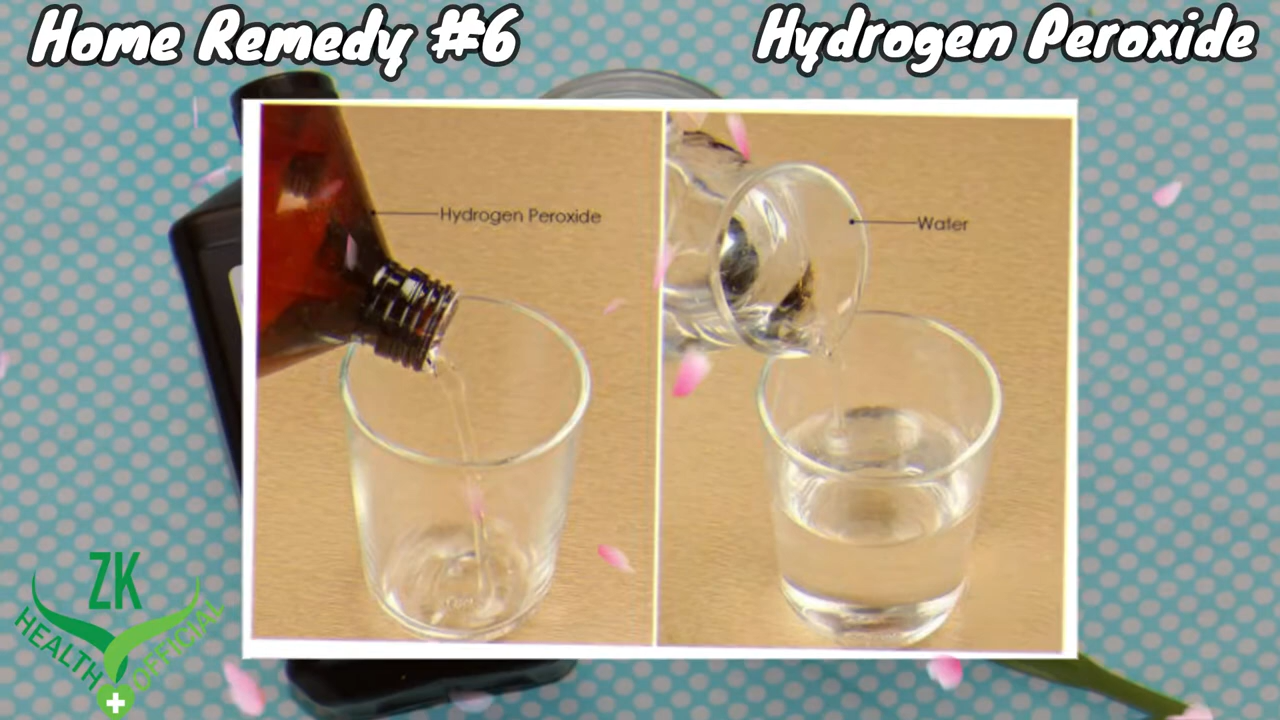 Home Remedy #6
Hydrogen Peroxide
Hydrogen Peroxide
Water
ZK
HEALTH OFFICIAL